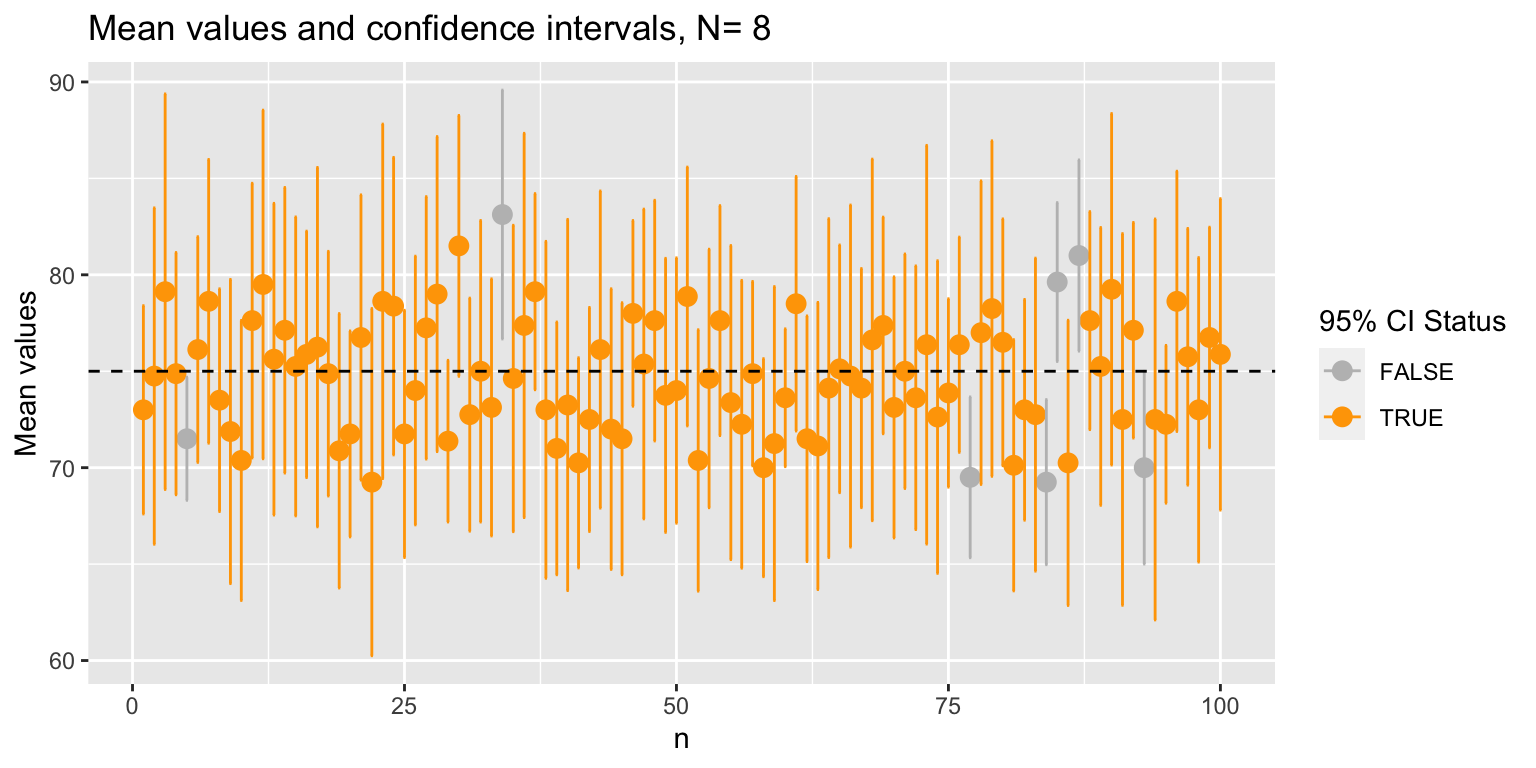 Mean values and confidence intervals, N= 8
90
80
70
60
Mean values
0
25
50
75
100
n
95% CI Status
FALSE
TRUE